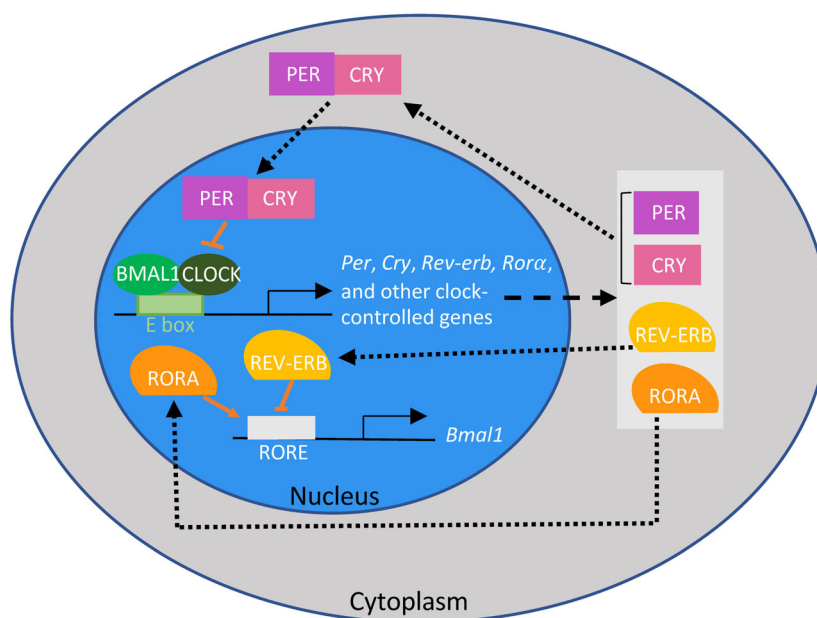 PER CRY
PER
CRY
PER CRY
BMAL1 CLOCK
E box
Per, Cry, Rev-erb, Rorα,
and other clock-
controlled genes
REV-ERB
REV-ERB
RORA
RORA
RORE
Bmal1
Nucleus
Cytoplasm